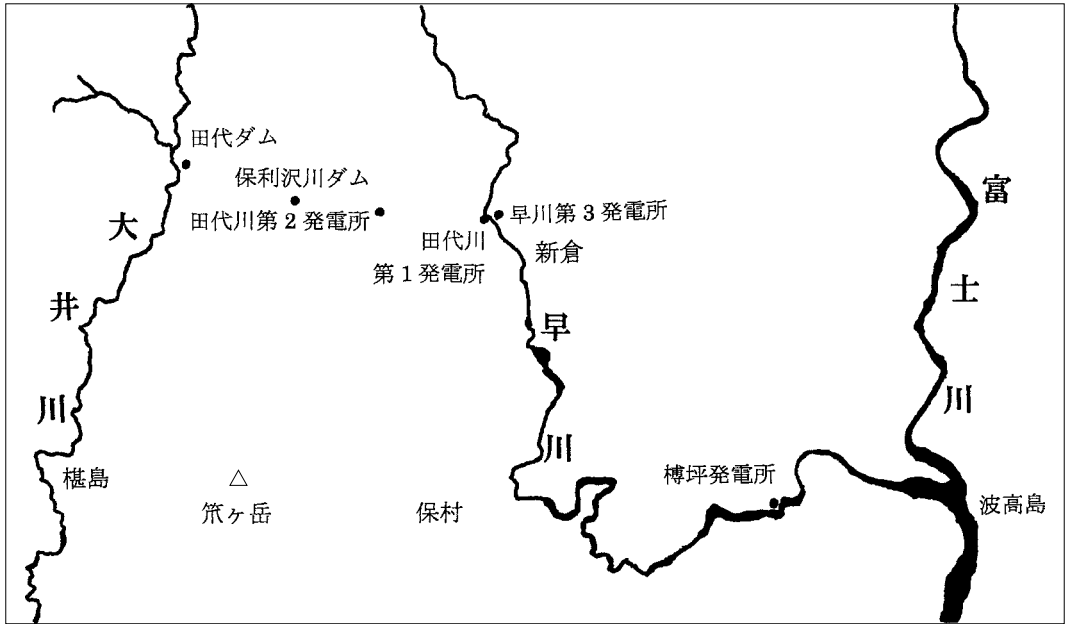 田代ダム
保利沢川ダム
田代川第2発電所
早川第3発電所
田代川
第1発電所
新倉
大井川
早川
富士川
椹島
△
笊ヶ岳
保村
榑坪発電所
波高島